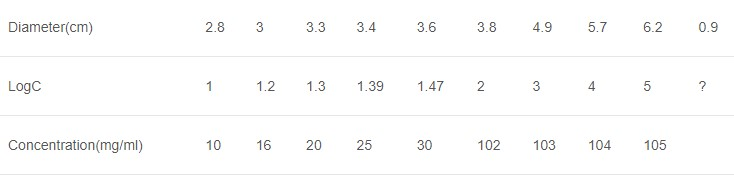 Diameter(cm) 2.8 3 3.3 3.4 3.6 3.8 4.9 5.7 6.2 0.9
LogC 1 1.2 1.3 1.39 1.47 2 3 4 5 ?
Concentration(mg/ml) 10 16 20 25 30 102 103 104 105